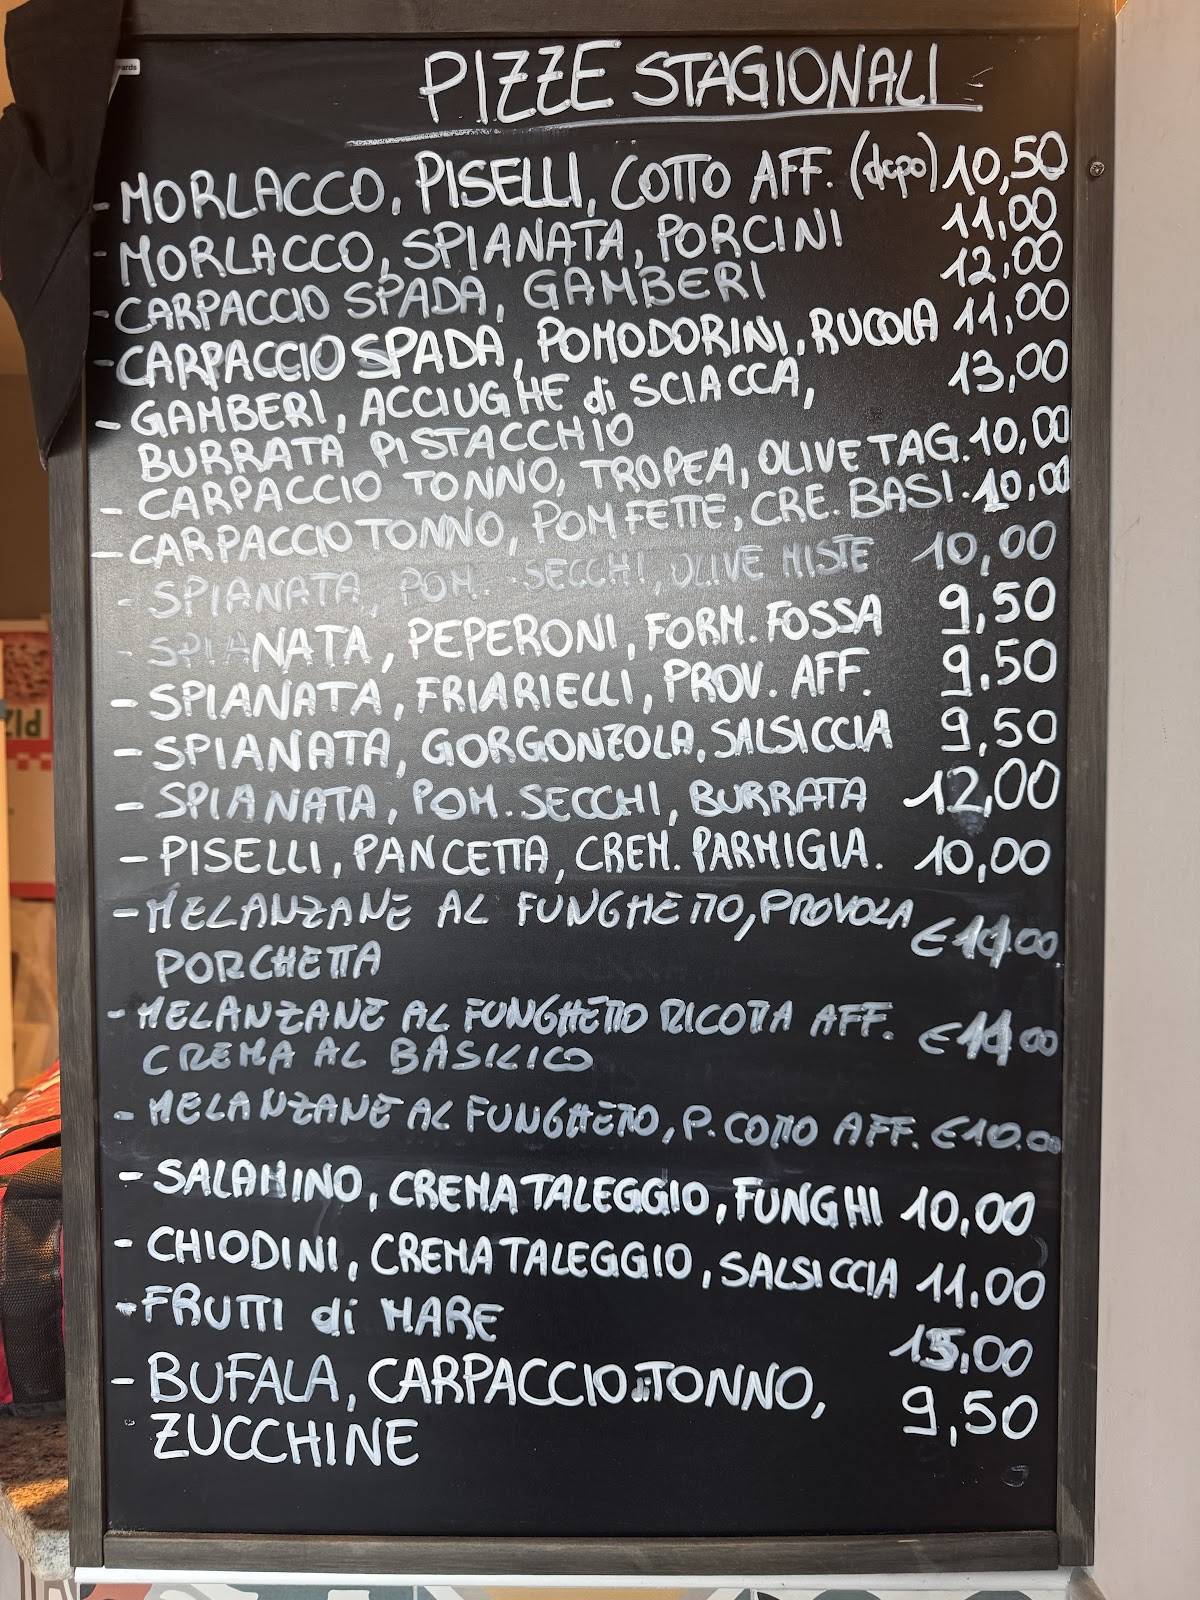 PIZZE STAGIONALI
- MORLACCO, PISELLI, COTTO AFF. (dopo) 10,50
- MORLACCO, SPIANATA, PORCINI 11,00
- CARPACCIO SPADA, GAMBERI 12,00
- CARPACCIO SPADA, POMODORINI, RUCOLA 11,00
- GAMBERI, ACCIUGHE di SCIACCA, 13,00
BURRATA PISTACCHIO
- CARPACCIO TONNO, TROPEA, OLIVE TAG. 10,00
- CARPACCIO TONNO, POM FETTE, CRE. BASI. 10,00
- SPIANATA, POM. SECCHI, OLIVE MISTE 10,00
- SPIANATA, PEPERONI, FORM. FOSSA 9,50
- SPIANATA, FRIARIELLI, PROV. AFF. 9,50
- SPIANATA, GORGONZOLA, SALSICCIA 9,50
- SPIANATA, POM. SECCHI, BURRATA 12,00
- PISELLI, PANCETTA, CREM. PARMIGIA. 10,00
- MELANZANE AL FUNGHETTO, PROVOLA €11,00
PORCHETTA
- MELANZANE AL FUNGHETTO RICOTTA AFF. €11,00
CREMA AL BASILICO
- MELANZANE AL FUNGHETTO, P. COTTO AFF. €10.00
- SALAMINO, CREMA TALEGGIO, FUNGHI 10,00
- CHIODINI, CREMA TALEGGIO, SALSICCIA 11,00
- FRUTTI di MARE 15,00
- BUFALA, CARPACCIO di TONNO, 9,50
ZUCCHINE